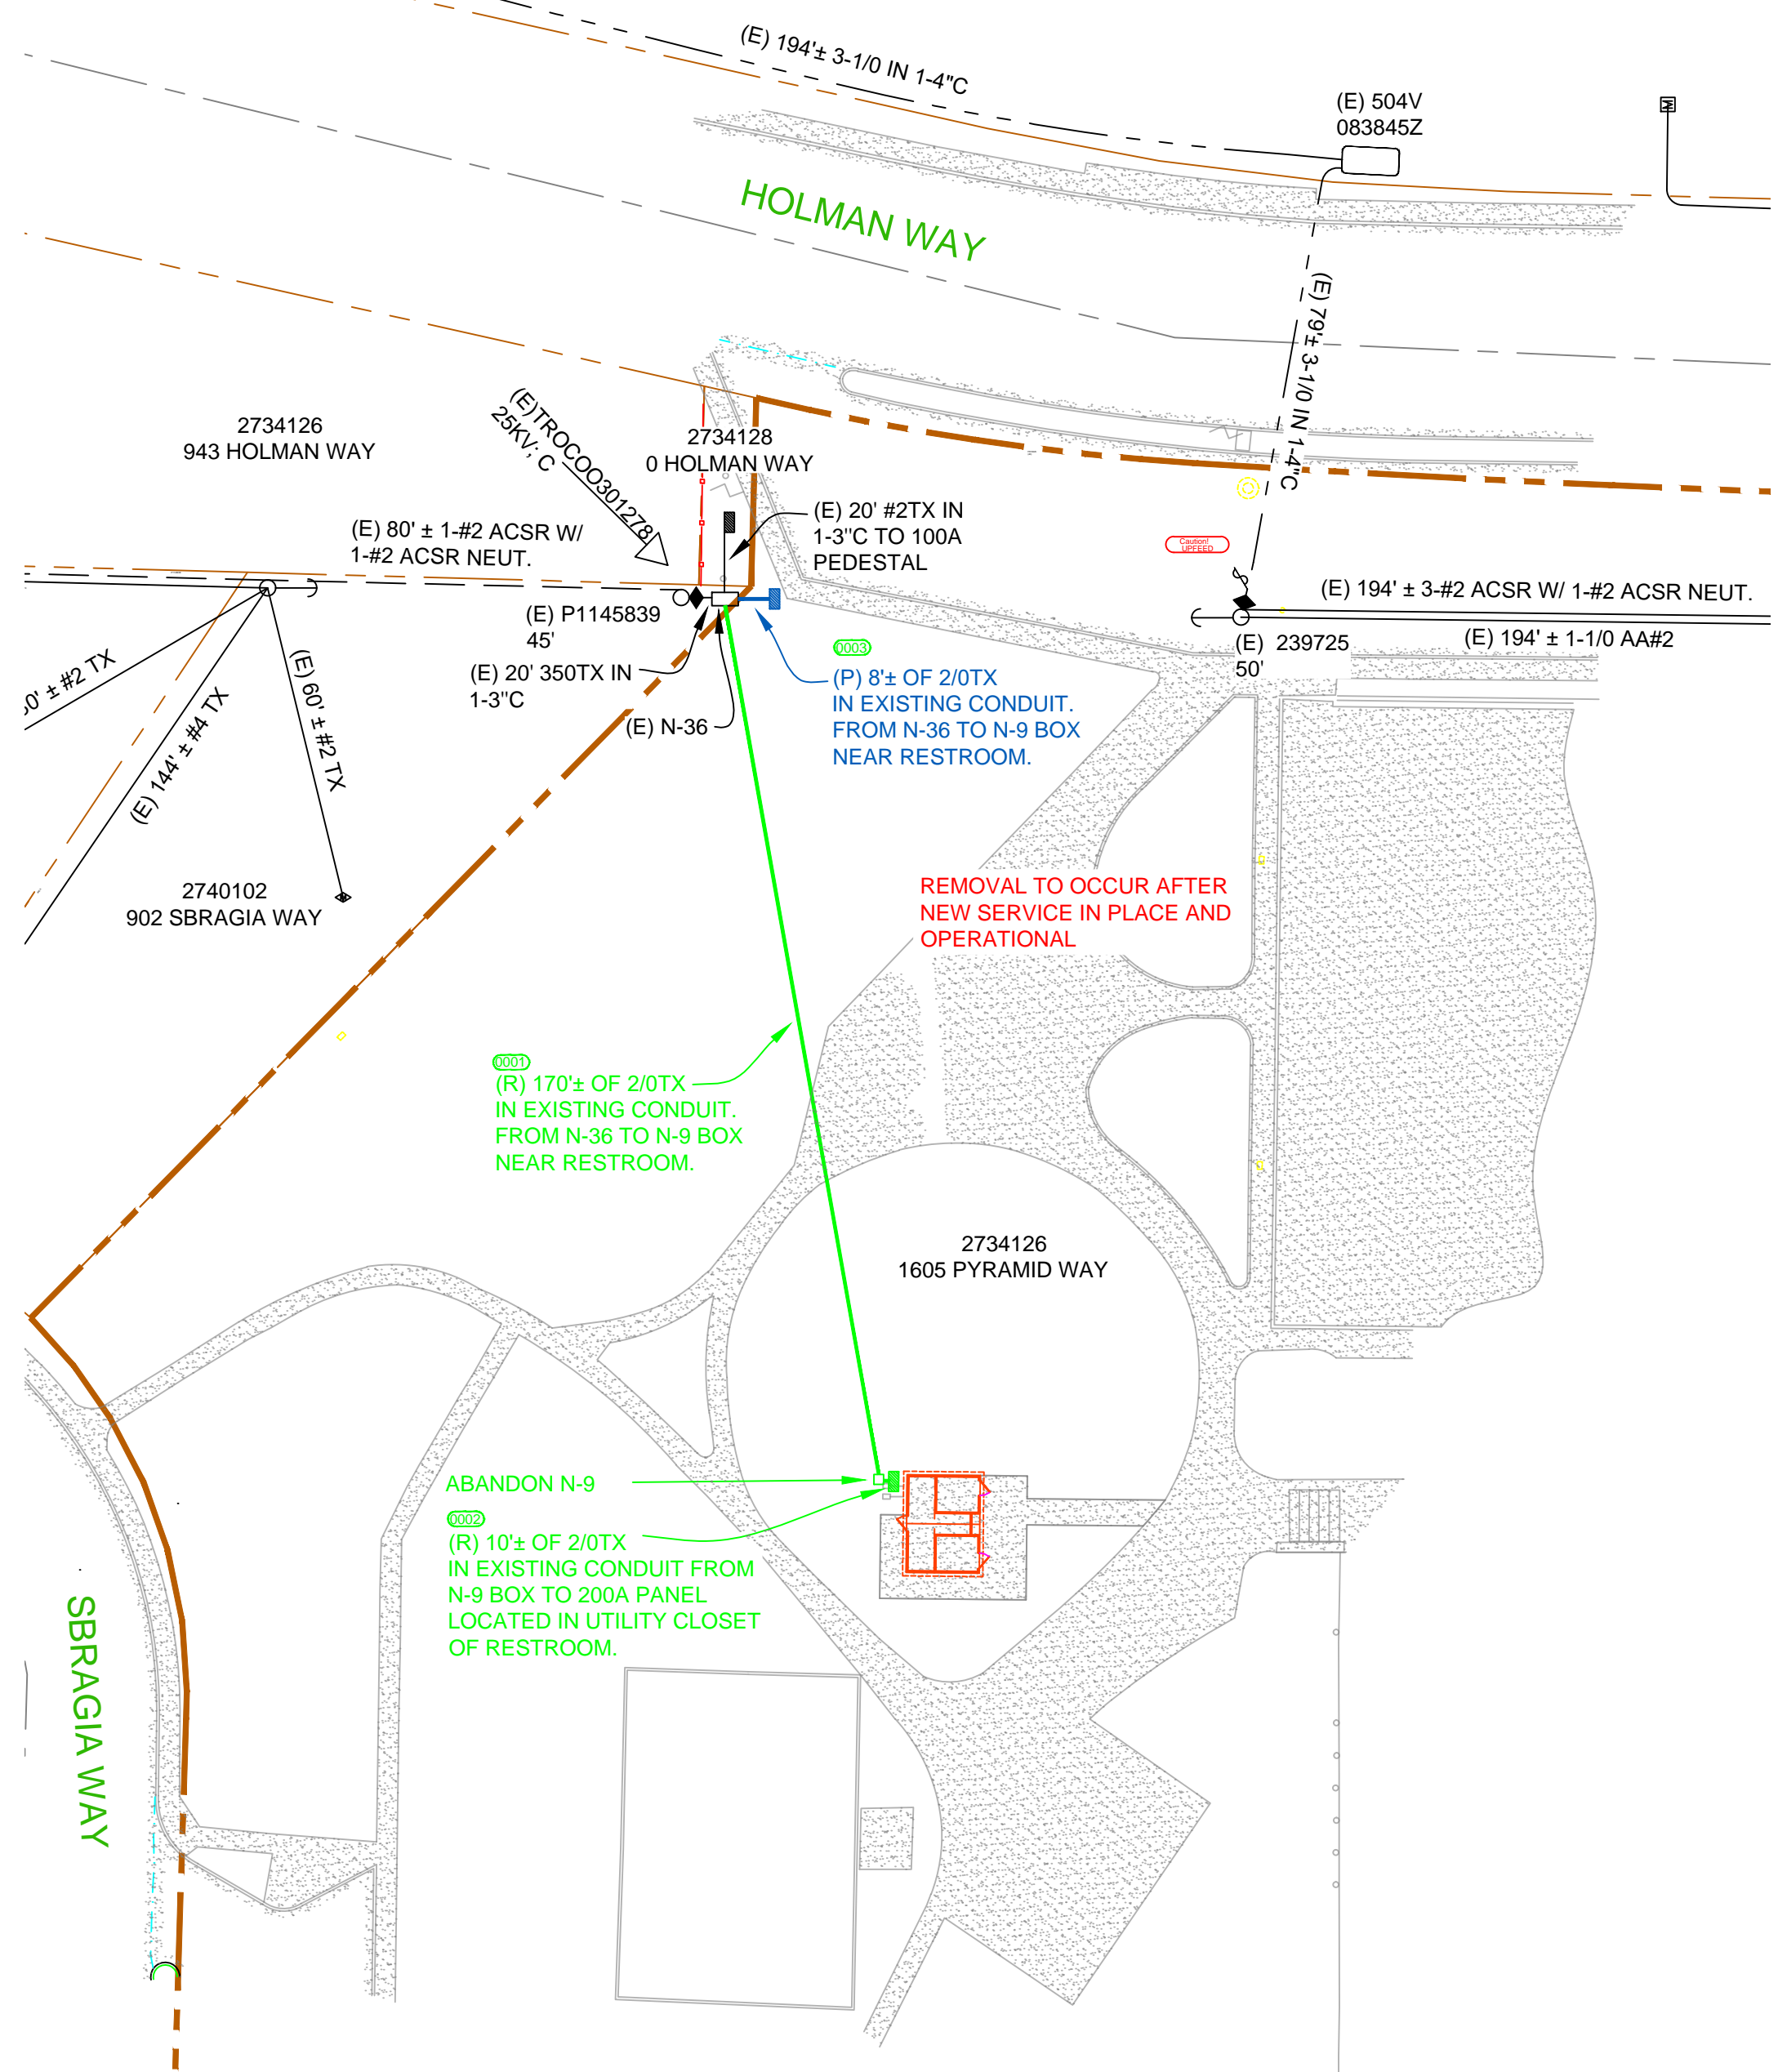 (E) 194'± 3-1/0 IN 1-4"C
(E) 504V
083845Z
M
HOLMAN WAY
(E) 79'± 3-1/0 IN 1-4"C
2734126
943 HOLMAN WAY
(E)TROCOO301278
25KV; C
2734128
0 HOLMAN WAY
(E) 20' #2TX IN
1-3"C TO 100A
PEDESTAL
(E) 80' ± 1-#2 ACSR W/
1-#2 ACSR NEUT.
Caution!
UPFEED
(E) 194' ± 3-#2 ACSR W/ 1-#2 ACSR NEUT.
(E) P1145839
45'
(E) 239725
50'
(E) 194' ± 1-1/0 AA#2
0003
(P) 8'± OF 2/0TX
IN EXISTING CONDUIT.
FROM N-36 TO N-9 BOX
NEAR RESTROOM.
(E) 20' 350TX IN
1-3"C
(E) N-36
0' ± #2 TX
(E) 144' ± #4 TX
(E) 60' ± #2 TX
2740102
902 SBRAGIA WAY
REMOVAL TO OCCUR AFTER
NEW SERVICE IN PLACE AND
OPERATIONAL
0001
(R) 170'± OF 2/0TX
IN EXISTING CONDUIT.
FROM N-36 TO N-9 BOX
NEAR RESTROOM.
2734126
1605 PYRAMID WAY
ABANDON N-9
0002
(R) 10'± OF 2/0TX
IN EXISTING CONDUIT FROM
N-9 BOX TO 200A PANEL
LOCATED IN UTILITY CLOSET
OF RESTROOM.
SBRAGIA WAY